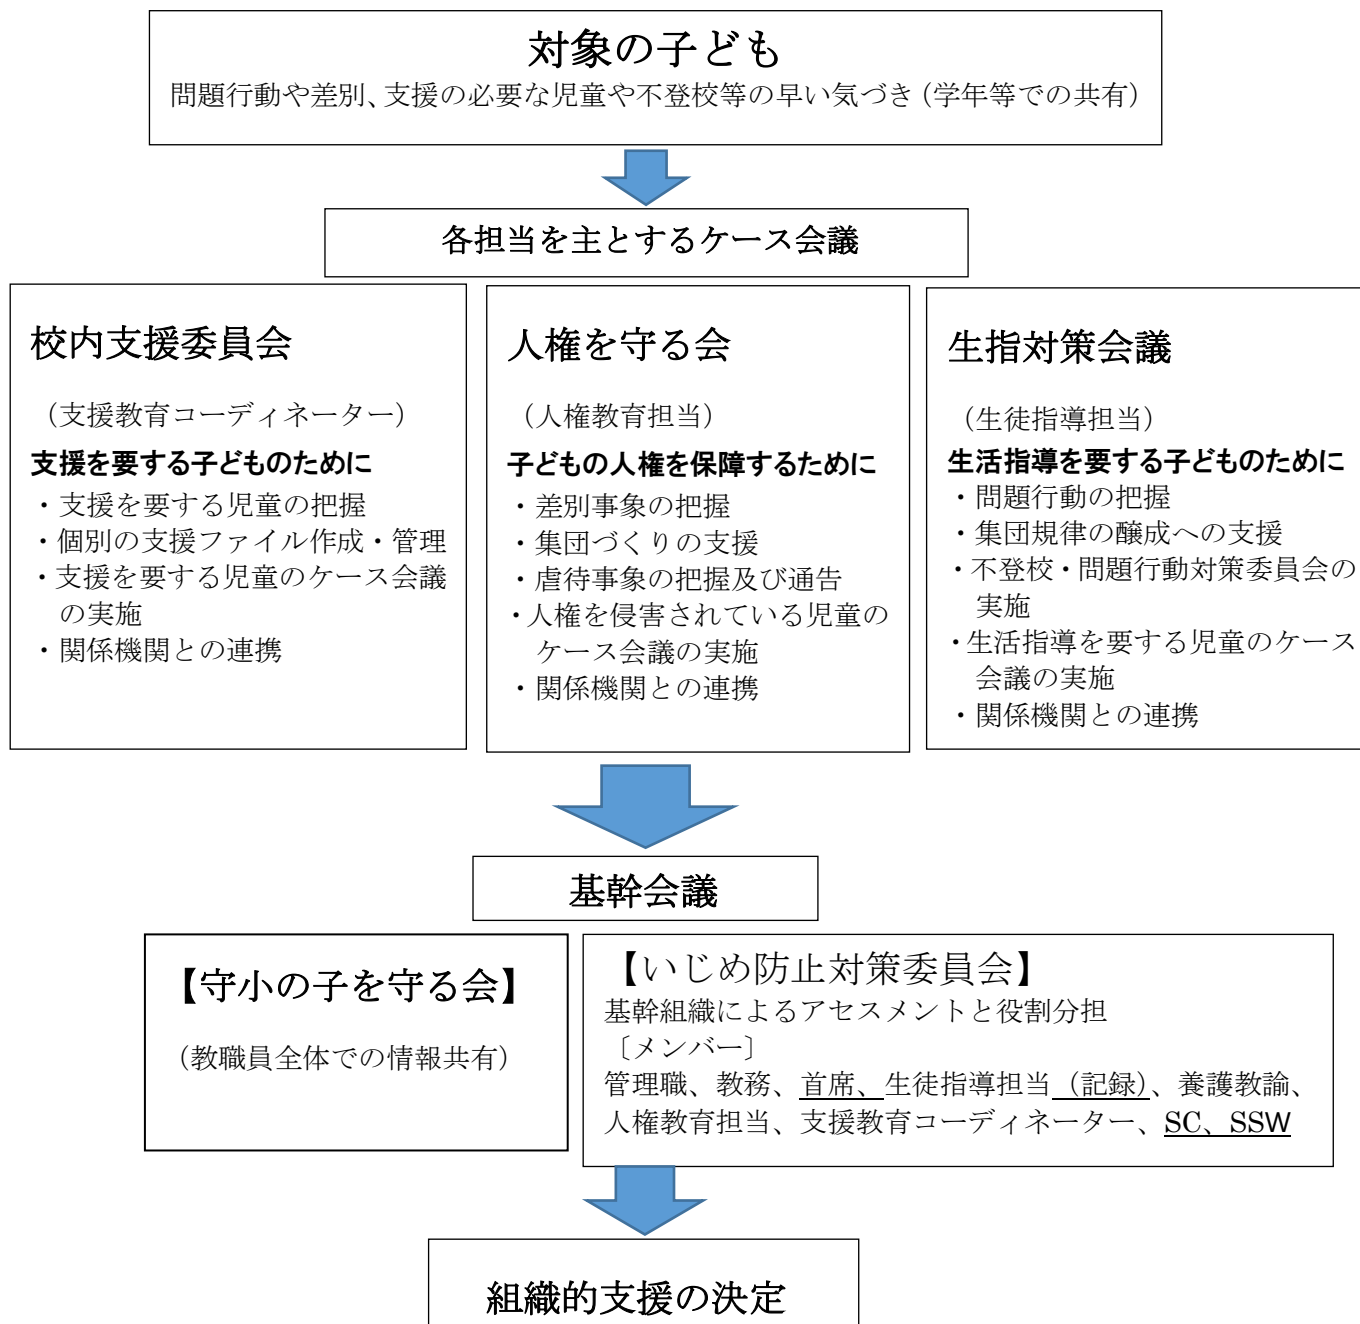 対象の子ども
問題行動や差別、支援の必要な児童や不登校等の早い気づき(学年等での共有)
各担当を主とするケース会議
校内支援委員会
(支援教育コーディネーター)
支援を要する子どものために
・支援を要する児童の把握
・個別の支援ファイル作成・管理
・支援を要する児童のケース会議
の実施
・関係機関との連携
人権を守る会
(人権教育担当)
子どもの人権を保障するために
・差別事象の把握
・集団づくりの支援
・虐待事象の把握及び通告
・人権を侵害されている児童の
ケース会議の実施
・関係機関との連携
生指対策会議
(生徒指導担当)
生活指導を要する子どものために
・問題行動の把握
・集団規律の醸成への支援
・不登校・問題行動対策委員会の
実施
・生活指導を要する児童のケース
会議の実施
・関係機関との連携
基幹会議
【守小の子を守る会】
(教職員全体での情報共有)
【いじめ防止対策委員会】
基幹組織によるアセスメントと役割分担
〔メンバー〕
管理職、教務、首席、生徒指導担当(記録)、養護教諭、
人権教育担当、支援教育コーディネーター、SC、SSW
組織的支援の決定